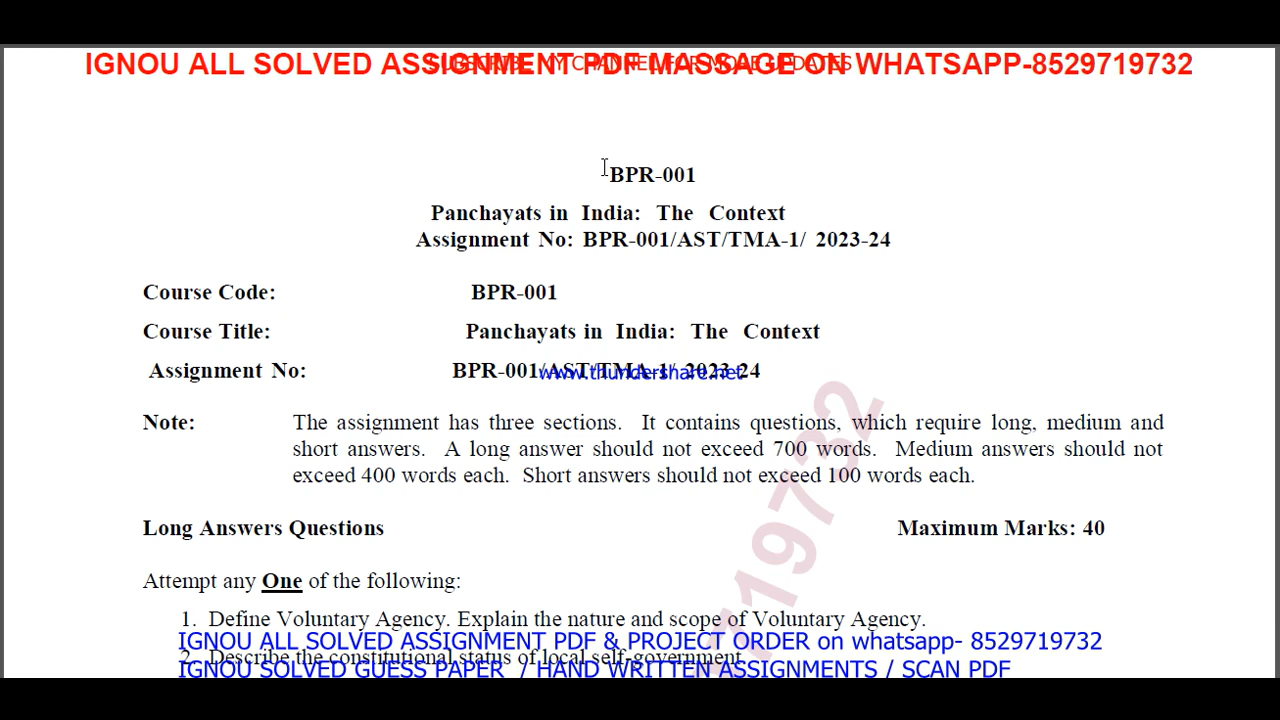 IGNOU ALL SOLVED ASSIGNMENT PDF MASSAGE ON WHATSAPP-8529719732
SUBSCRIBE MY CHANNEL FOR MORE UPDATES
BPR-001
Panchayats in India: The Context
Assignment No: BPR-001/AST/TMA-1/ 2023-24
Course Code: BPR-001
Course Title: Panchayats in India: The Context
Assignment No: BPR-001/AST/TMA-1/ 2023-24
www.thundershare.net
Note: The assignment has three sections. It contains questions, which require long, medium and
short answers. A long answer should not exceed 700 words. Medium answers should not
exceed 400 words each. Short answers should not exceed 100 words each.
719732
Long Answers Questions Maximum Marks: 40
Attempt any One of the following:
1. Define Voluntary Agency. Explain the nature and scope of Voluntary Agency.
IGNOU ALL SOLVED ASSIGNMENT PDF & PROJECT ORDER on whatsapp- 8529719732
2. Describe the constitutional status of local self-government.
IGNOU SOLVED GUESS PAPER / HAND WRITTEN ASSIGNMENTS / SCAN PDF